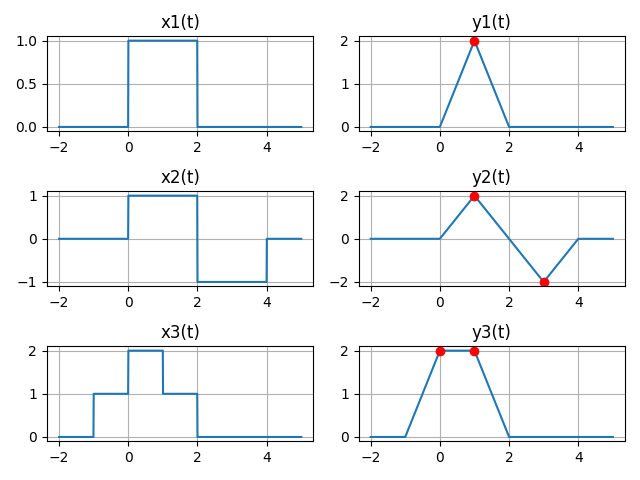 x1(t) y1(t)
1.0 2
0.5 1
0.0 0
−2 0 2 4 −2 0 2 4
x2(t) y2(t)
1 2
0 0
−1 −2
−2 0 2 4 −2 0 2 4
x3(t) y3(t)
2 2
1 1
0 0
−2 0 2 4 −2 0 2 4